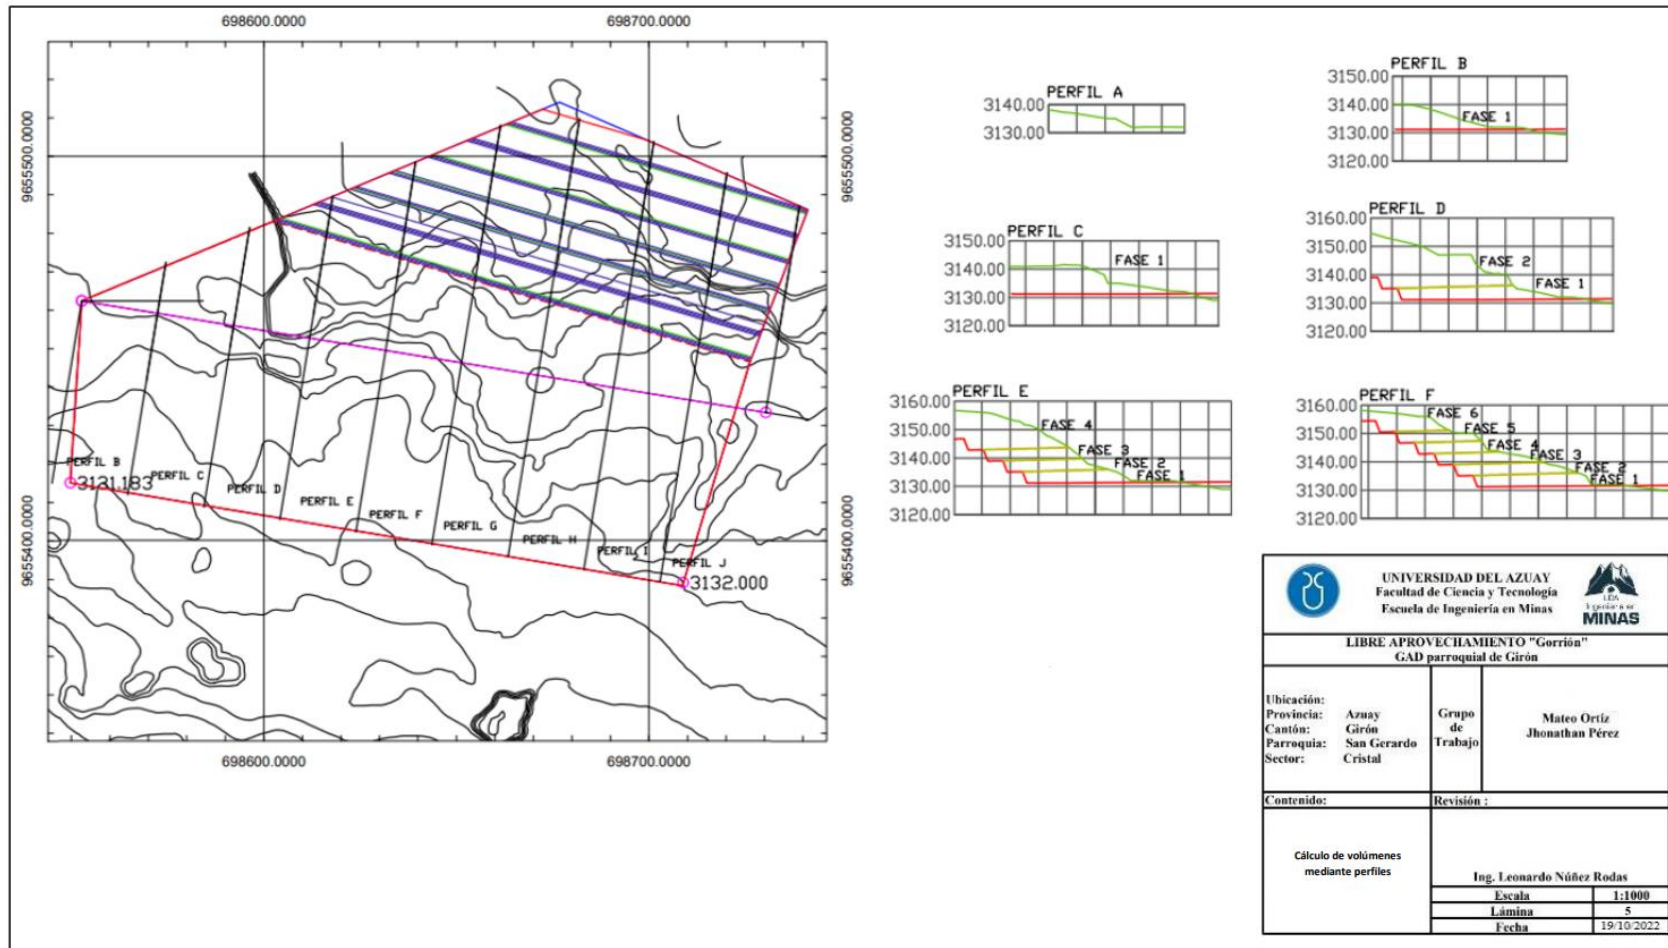 698600.0000
698700.0000
9655500.0000
9655500.0000
9655400.0000
9655400.0000
PERFIL B
PERFIL C
PERFIL D
PERFIL E
PERFIL F
PERFIL G
PERFIL H
PERFIL I
PERFIL J
3131.183
3132.000
698600.0000
698700.0000
PERFIL A
3140.00
3130.00
PERFIL B
3150.00
3140.00
FASE 1
3130.00
3120.00
PERFIL C
3150.00
FASE 1
3140.00
3130.00
3120.00
PERFIL D
3160.00
3150.00
FASE 2
3140.00
FASE 1
3130.00
3120.00
PERFIL E
3160.00
FASE 4
3150.00
FASE 3
3140.00
FASE 2
FASE 1
3130.00
3120.00
PERFIL F
3160.00
FASE 6
FASE 5
3150.00
FASE 4
FASE 3
3140.00
FASE 2
FASE 1
3130.00
3120.00
UNIVERSIDAD DEL AZUAY
Facultad de Ciencia y Tecnología
Escuela de Ingeniería en Minas
UDA
Ingeniería en
MINAS
LIBRE APROVECHAMIENTO "Gorrión"
GAD parroquial de Girón
Ubicación:
Provincia: Azuay
Cantón: Girón
Parroquia: San Gerardo
Sector: Cristal
Grupo
de
Trabajo
Mateo Ortíz
Jhonathan Pérez
Contenido:
Revisión :
Cálculo de volúmenes
mediante perfiles
Ing. Leonardo Núñez Rodas
Escala 1:1000
Lámina 5
Fecha 19/10/2022